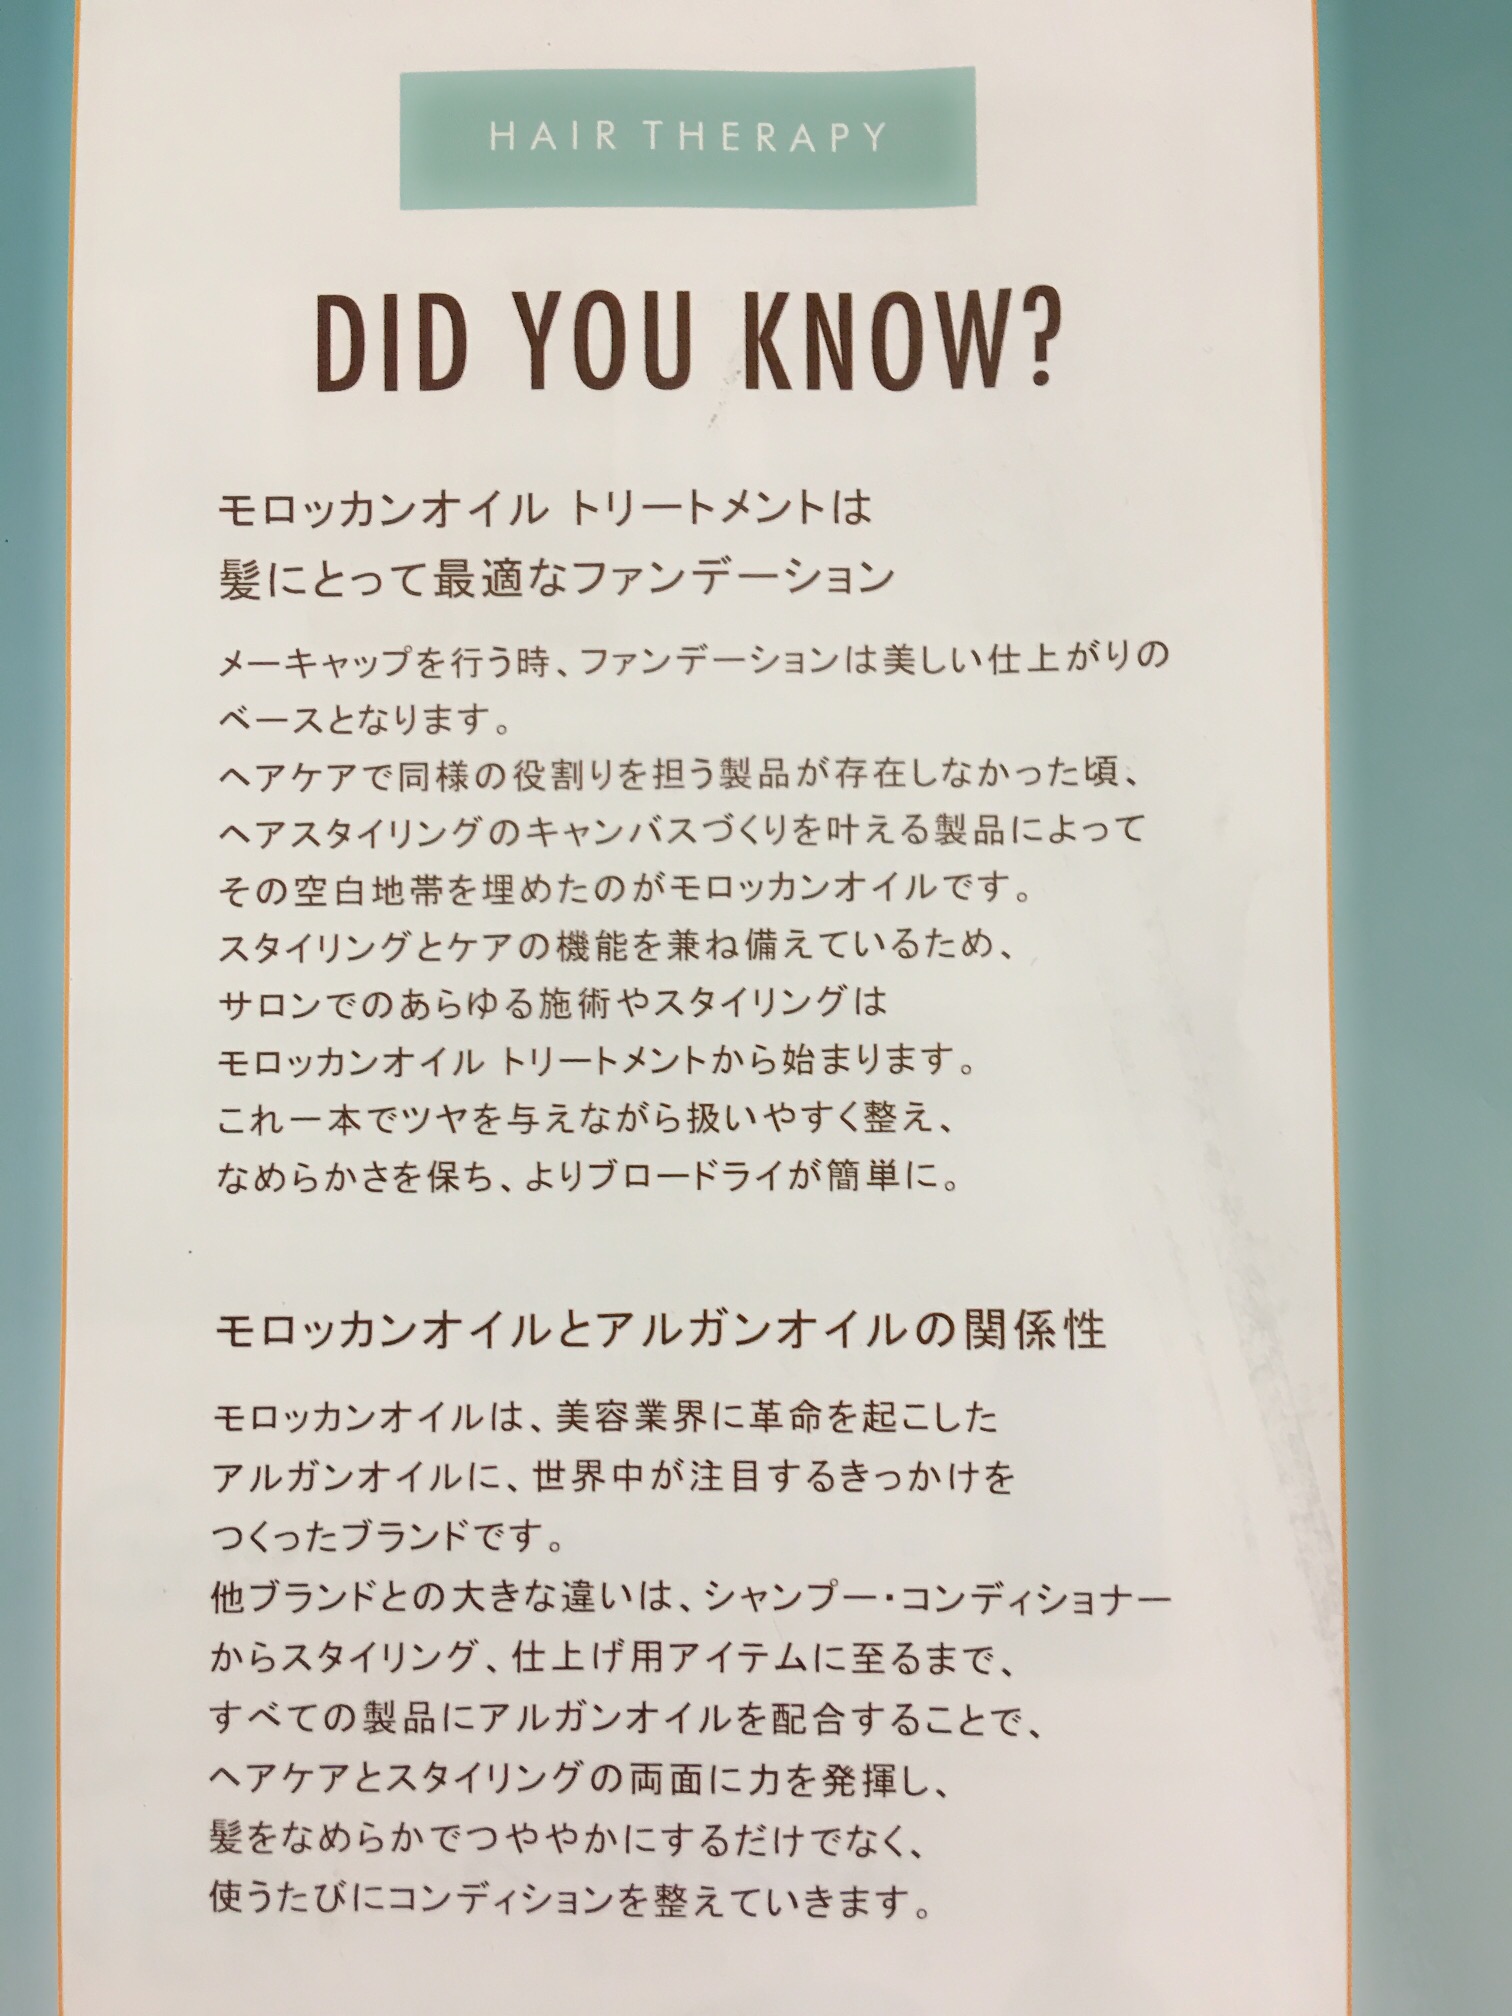 HAIR THERAPY
DID YOU KNOW?
モロッカンオイル トリートメントは
髪にとって最適なファンデーション
メーキャップを行う時、ファンデーションは美しい仕上がりの
ベースとなります。
ヘアケアで同様の役割りを担う製品が存在しなかった頃、
ヘアスタイリングのキャンバスづくりを叶える製品によって
その空白地帯を埋めたのがモロッカンオイルです。
スタイリングとケアの機能を兼ね備えているため、
サロンでのあらゆる施術やスタイリングは
モロッカンオイル トリートメントから始まります。
これ一本でツヤを与えながら扱いやすく整え、
なめらかさを保ち、よりブロードライが簡単に。
モロッカンオイルとアルガンオイルの関係性
モロッカンオイルは、美容業界に革命を起こした
アルガンオイルに、世界中が注目するきっかけを
つくったブランドです。
他ブランドとの大きな違いは、シャンプー・コンディショナー
からスタイリング、仕上げ用アイテムに至るまで、
すべての製品にアルガンオイルを配合することで、
ヘアケアとスタイリングの両面に力を発揮し、
髪をなめらかでつややかにするだけでなく、
使うたびにコンディションを整えていきます。